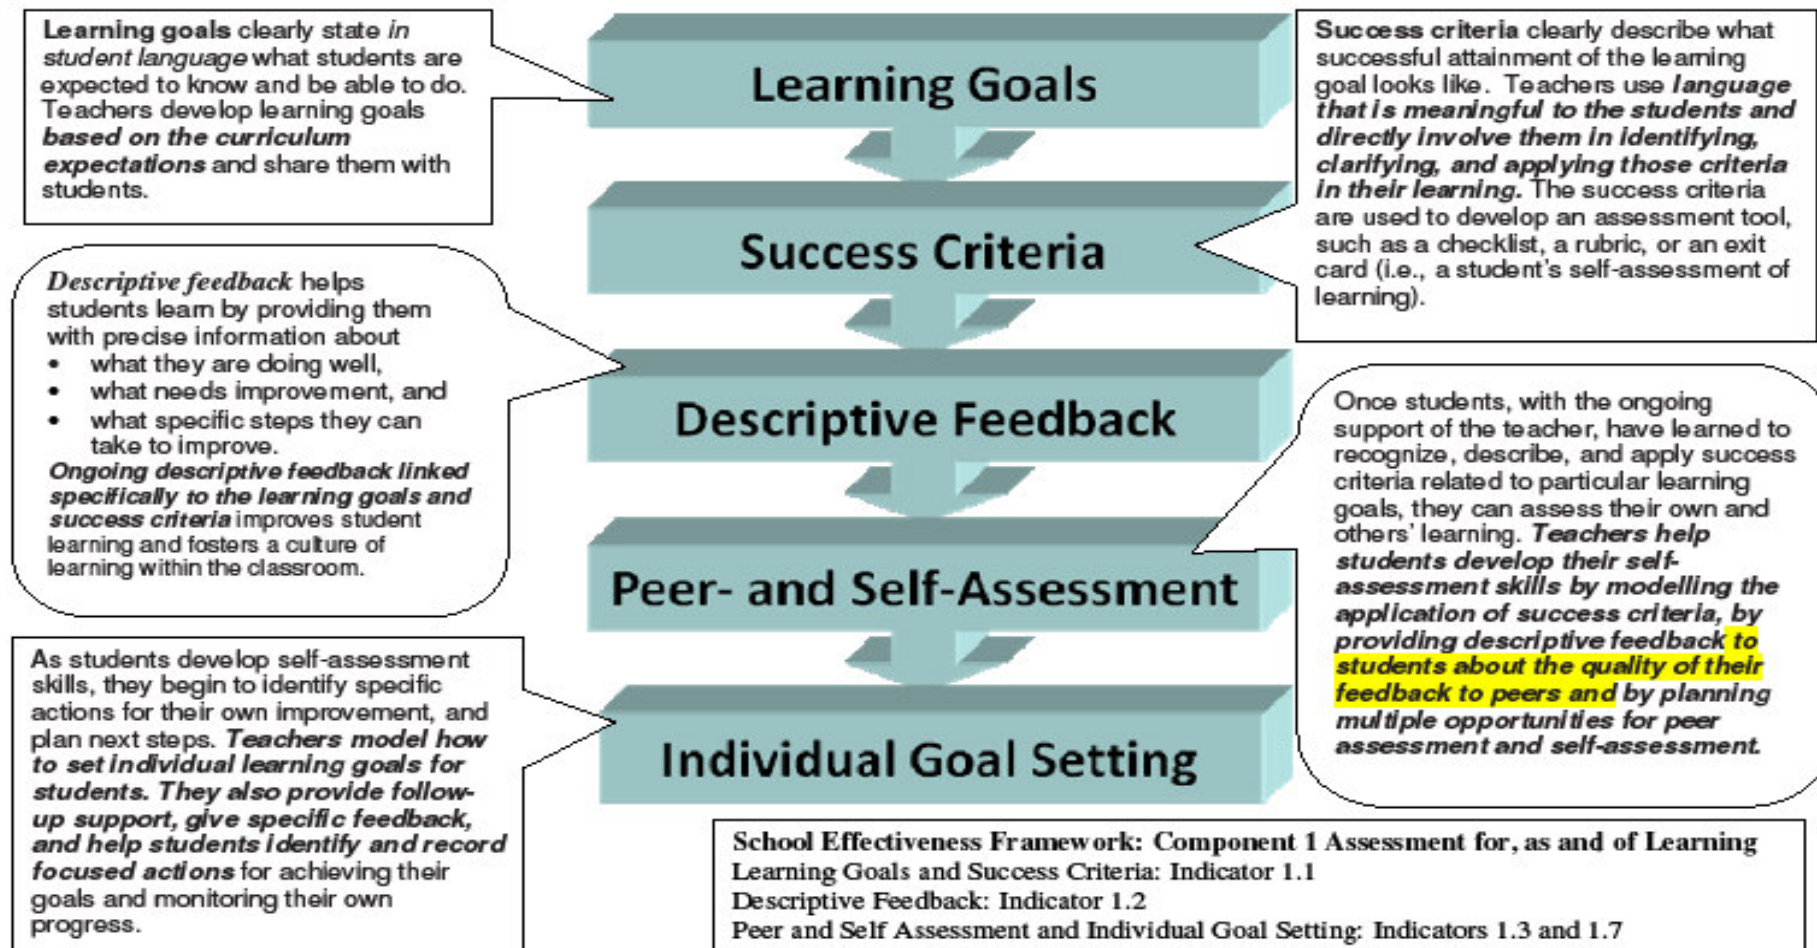 Learning goals clearly state in
student language what students are
expected to know and be able to do.
Teachers develop learning goals
based on the curriculum
expectations and share them with
students.
Learning Goals
Success criteria clearly describe what
successful attainment of the learning
goal looks like. Teachers use language
that is meaningful to the students and
directly involve them in identifying,
clarifying, and applying those criteria
in their learning. The success criteria
are used to develop an assessment tool,
such as a checklist, a rubric, or an exit
card (i.e., a student's self-assessment of
learning).
Success Criteria
Descriptive feedback helps
students learn by providing them
with precise information about
• what they are doing well,
• what needs improvement, and
• what specific steps they can
take to improve.
Ongoing descriptive feedback linked
specifically to the learning goals and
success criteria improves student
learning and fosters a culture of
learning within the classroom.
Descriptive Feedback
Once students, with the ongoing
support of the teacher, have learned to
recognize, describe, and apply success
criteria related to particular learning
goals, they can assess their own and
others' learning. Teachers help
students develop their self-
assessment skills by modelling the
application of success criteria, by
providing descriptive feedback to
students about the quality of their
feedback to peers and by planning
multiple opportunities for peer
assessment and self-assessment.
Peer- and Self-Assessment
As students develop self-assessment
skills, they begin to identify specific
actions for their own improvement, and
plan next steps. Teachers model how
to set individual learning goals for
students. They also provide follow-
up support, give specific feedback,
and help students identify and record
focused actions for achieving their
goals and monitoring their own
progress.
Individual Goal Setting
School Effectiveness Framework: Component 1 Assessment for, as and of Learning
Learning Goals and Success Criteria: Indicator 1.1
Descriptive Feedback: Indicator 1.2
Peer and Self Assessment and Individual Goal Setting: Indicators 1.3 and 1.7